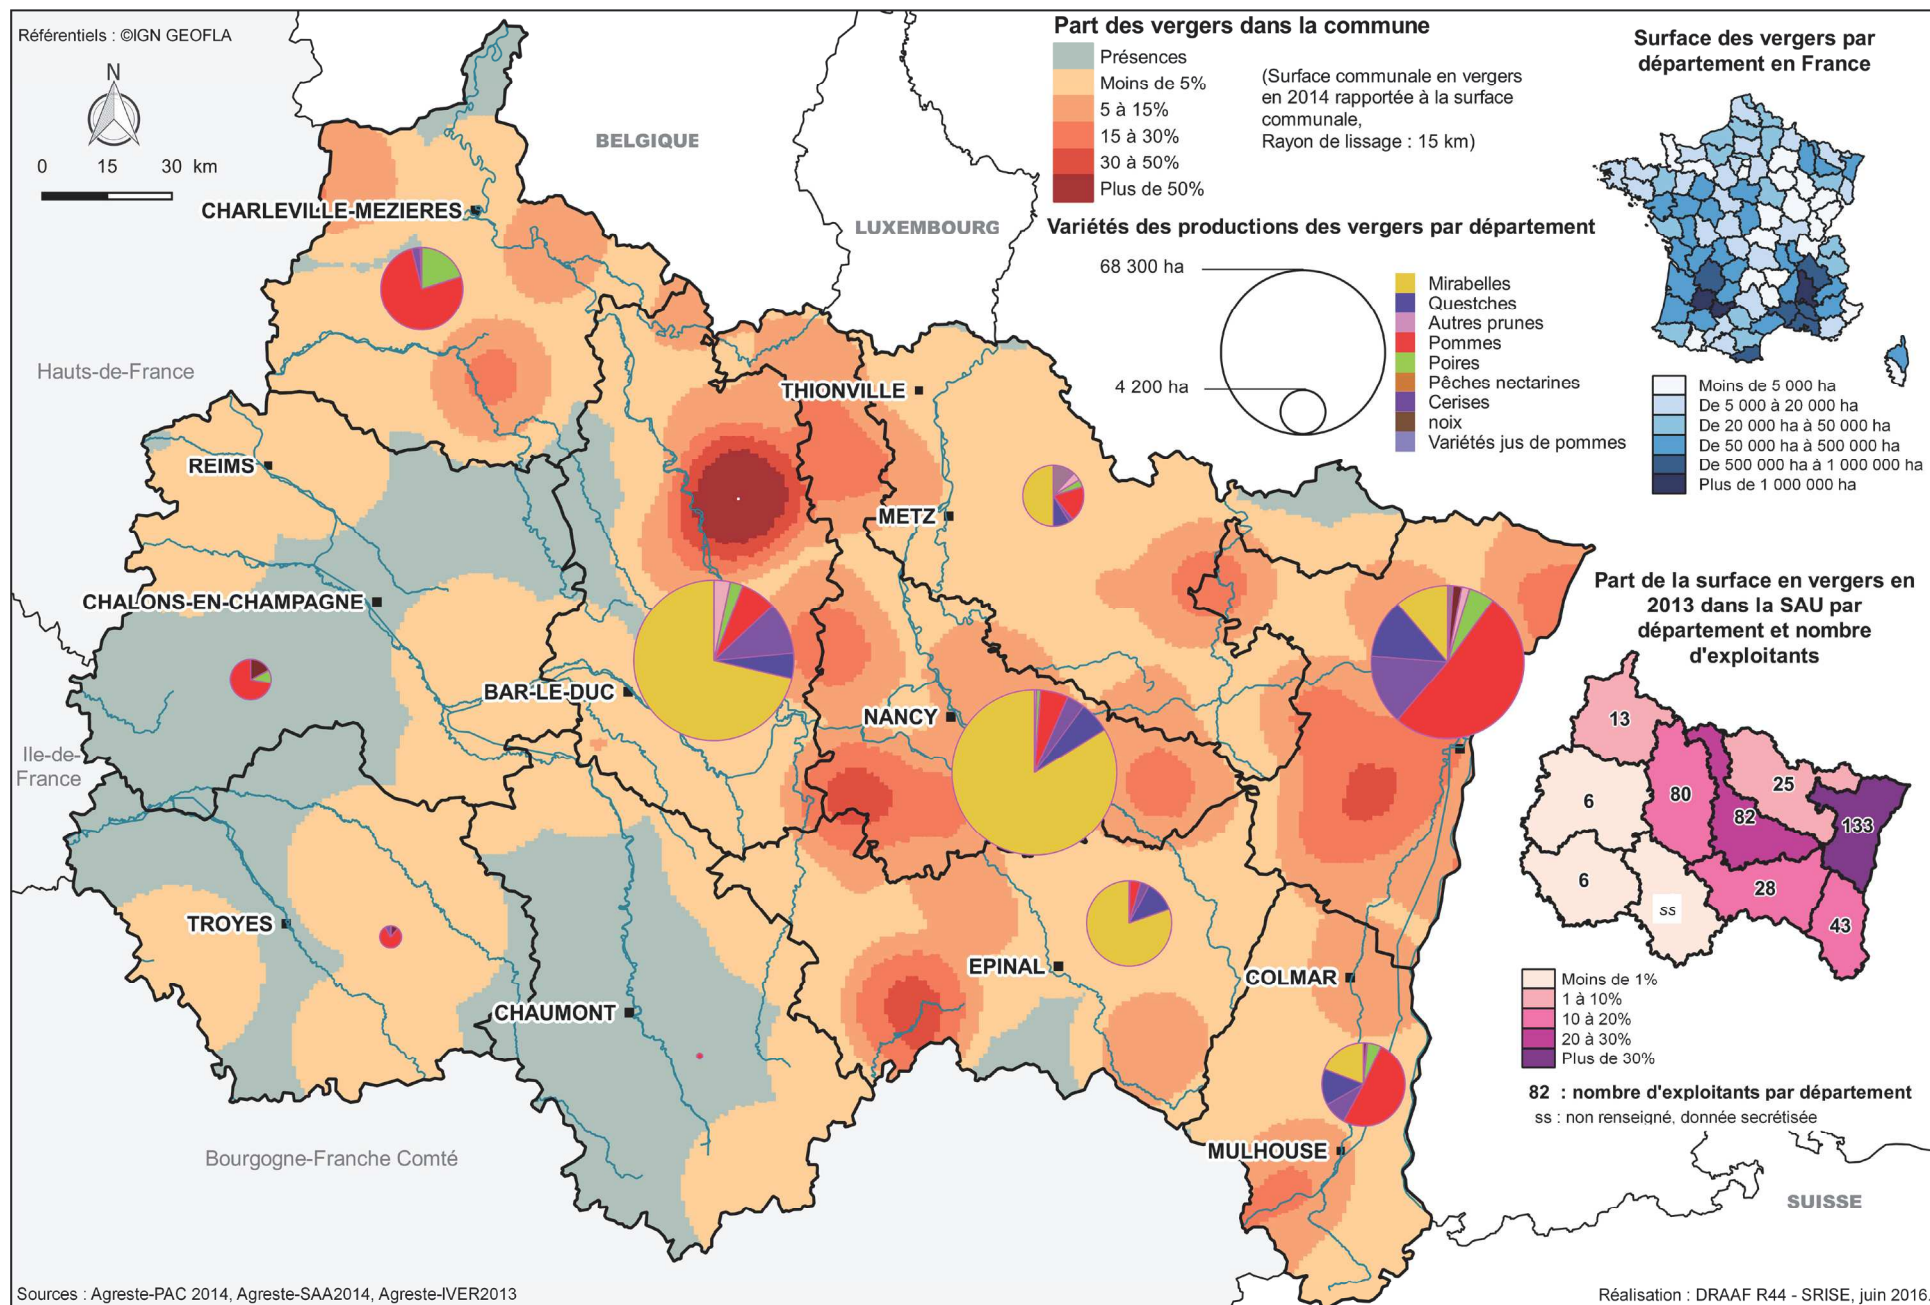 Référentiels : ©IGN GEOFLA
N
0 15 30 km
BELGIQUE
LUXEMBOURG
Hauts-de-France
Ile-de-
France
Bourgogne-Franche Comté
SUISSE
CHARLEVILLE-MEZIERES
THIONVILLE
REIMS
METZ
CHALONS-EN-CHAMPAGNE
BAR-LE-DUC
NANCY
TROYES
EPINAL
COLMAR
CHAUMONT
MULHOUSE
Part des vergers dans la commune
Présences
Moins de 5%
5 à 15%
15 à 30%
30 à 50%
Plus de 50%
(Surface communale en vergers
en 2014 rapportée à la surface
communale,
Rayon de lissage : 15 km)
Variétés des productions des vergers par département
68 300 ha
4 200 ha
Mirabelles
Questches
Autres prunes
Pommes
Poires
Pêches nectarines
Cerises
noix
Variétés jus de pommes
Surface des vergers par
département en France
Moins de 5 000 ha
De 5 000 à 20 000 ha
De 20 000 ha à 50 000 ha
De 50 000 ha à 500 000 ha
De 500 000 ha à 1 000 000 ha
Plus de 1 000 000 ha
Part de la surface en vergers en
2013 dans la SAU par
département et nombre
d'exploitants
13
25
6
80
82
133
6
28
ss
43
Moins de 1%
1 à 10%
10 à 20%
20 à 30%
Plus de 30%
82 : nombre d'exploitants par département
ss : non renseigné, donnée secrétisée
Sources : Agreste-PAC 2014, Agreste-SAA2014, Agreste-IVER2013
Réalisation : DRAAF R44 - SRISE, juin 2016.